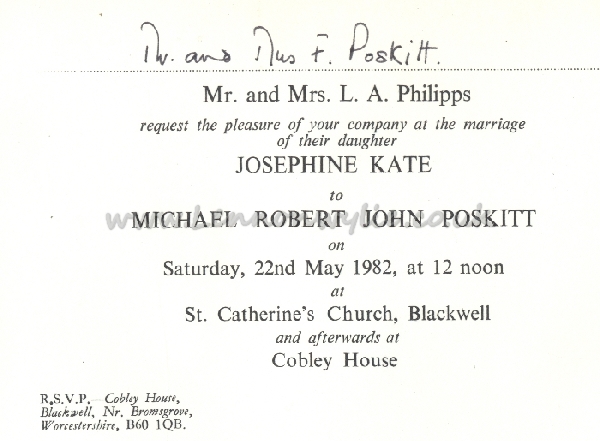 Mr. and Mrs F. Poskitt.
Mr. and Mrs. L. A. Philipps
request the pleasure of your company at the marriage
of their daughter
JOSEPHINE KATE
to
MICHAEL ROBERT JOHN POSKITT
on
Saturday, 22nd May 1982, at 12 noon
at
St. Catherine's Church, Blackwell
and afterwards at
Cobley House
R.S.V.P. Cobley House,
Blackwell, Nr. Bromsgrove,
Worcestershire, B60 1QB.